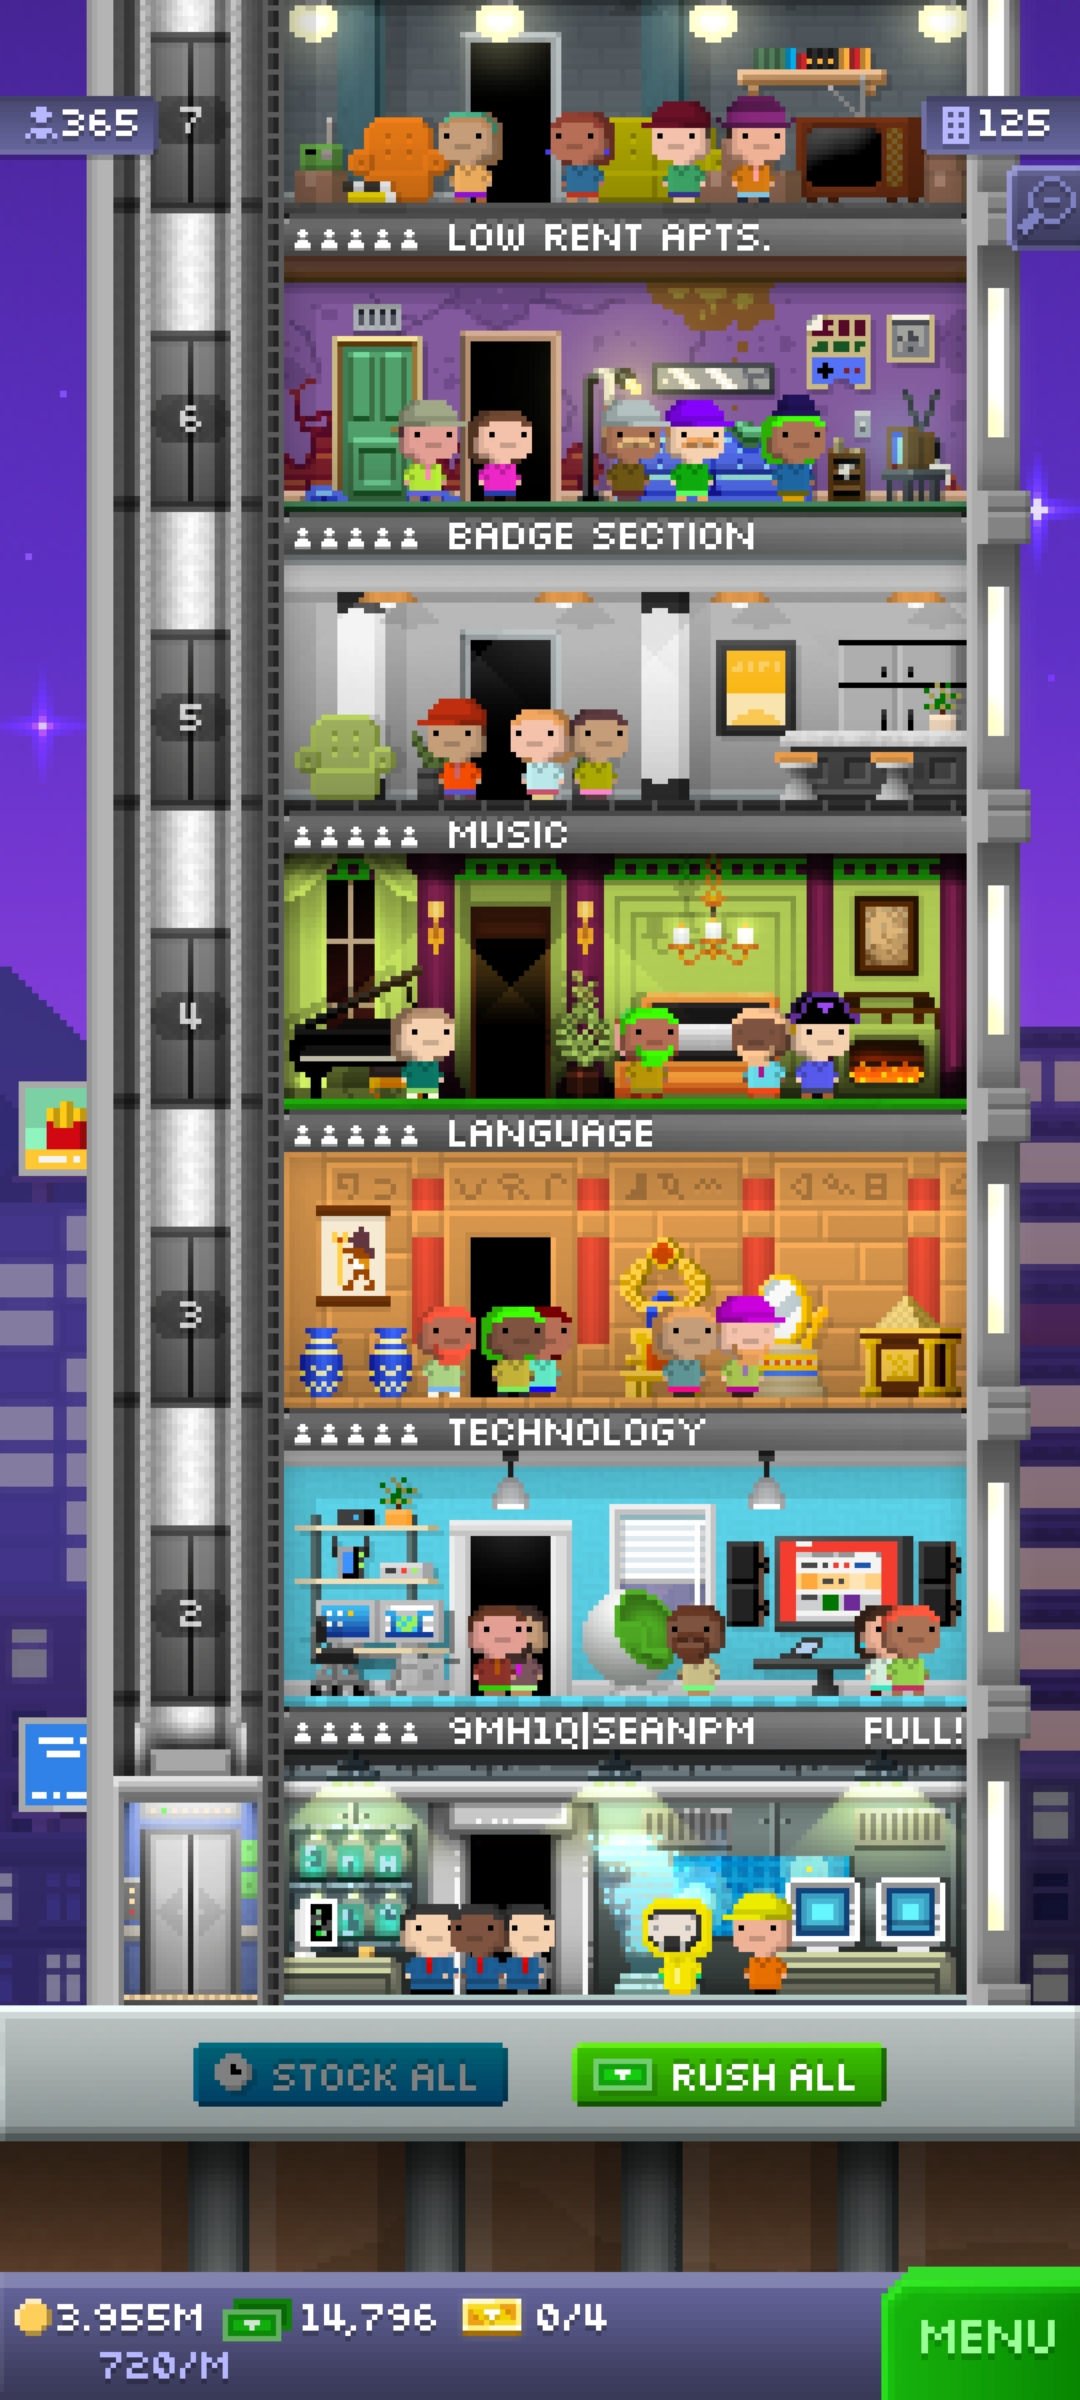 365
7
125
LOW RENT APTS.
6
BADGE SECTION
5
MUSIC
4
LANGUAGE
3
TECHNOLOGY
2
9MH1Q|SEANPM FULL!
STOCK ALL
RUSH ALL
3.955M 14,796 0/4
720/M
MENU